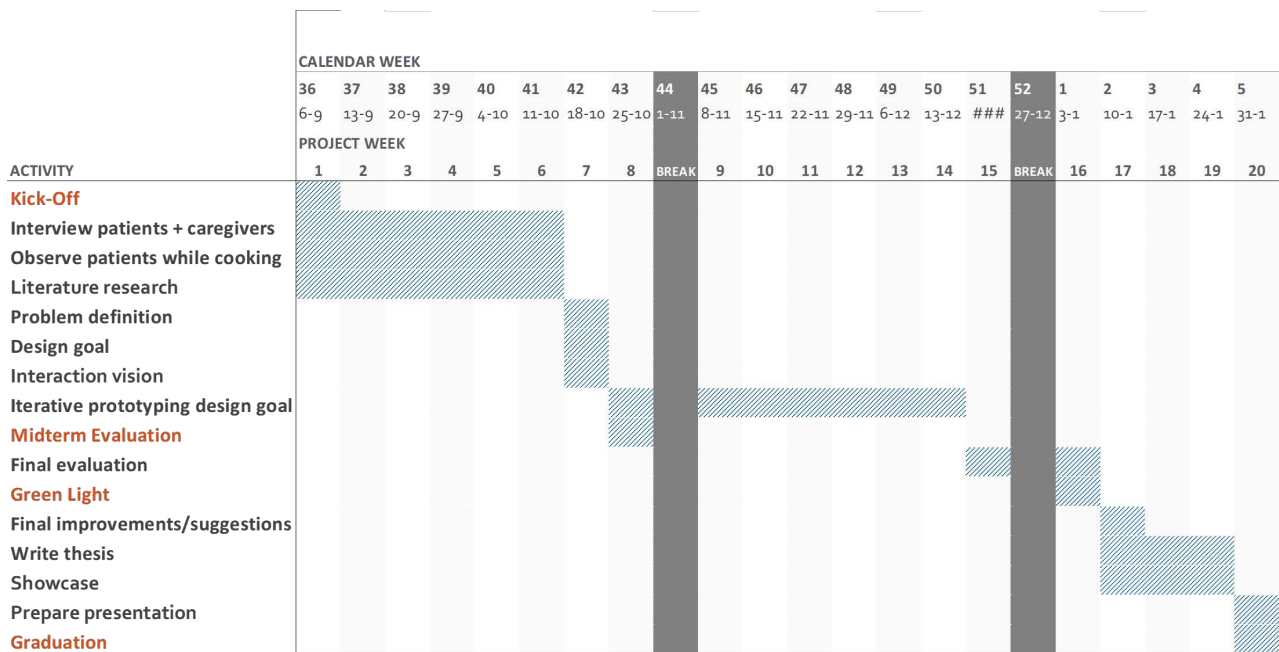 CALENDAR WEEK
36 37 38 39 40 41 42 43 44 45 46 47 48 49 50 51 52 1 2 3 4 5
6-9 13-9 20-9 27-9 4-10 11-10 18-10 25-10 1-11 8-11 15-11 22-11 29-11 6-12 13-12 ### 27-12 3-1 10-1 17-1 24-1 31-1
PROJECT WEEK
ACTIVITY 1 2 3 4 5 6 7 8 BREAK 9 10 11 12 13 14 15 BREAK 16 17 18 19 20
Kick-Off
Interview patients + caregivers
Observe patients while cooking
Literature research
Problem definition
Design goal
Interaction vision
Iterative prototyping design goal
Midterm Evaluation
Final evaluation
Green Light
Final improvements/suggestions
Write thesis
Showcase
Prepare presentation
Graduation